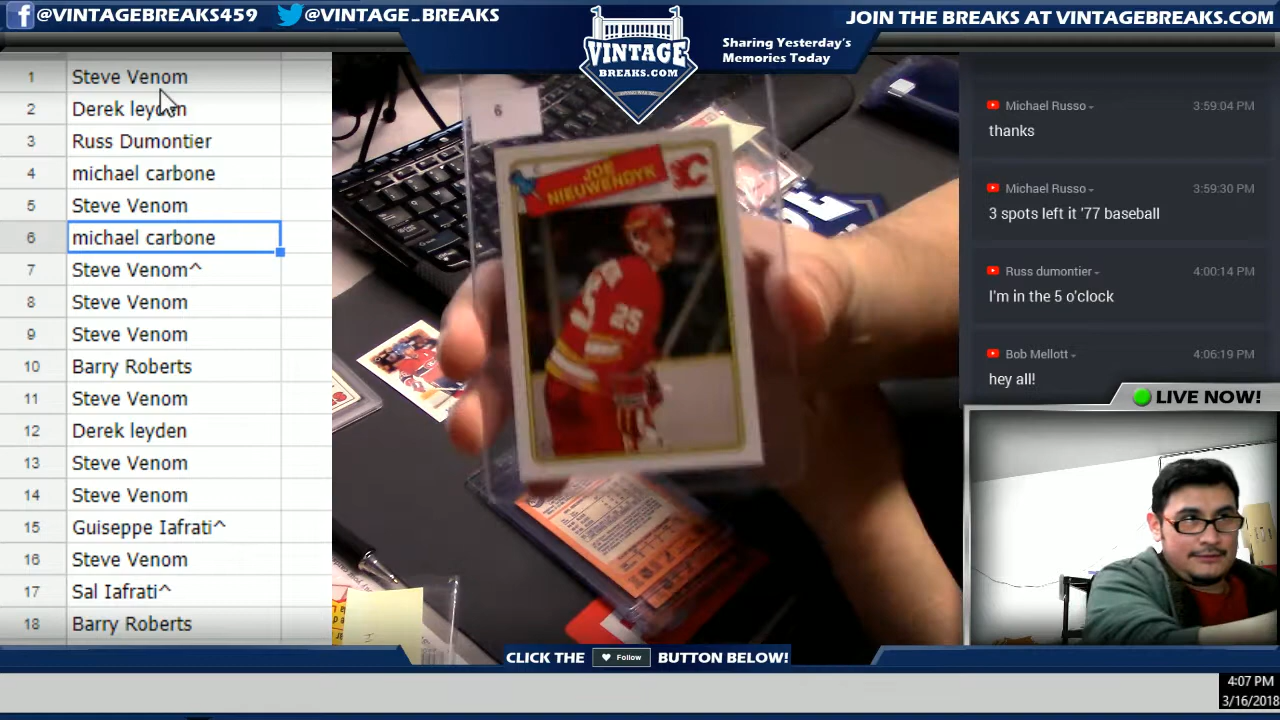 @VINTAGEBREAKS459
@VINTAGE_BREAKS
VINTAGE
BREAKS.COM
Sharing Yesterday's
Memories Today
JOIN THE BREAKS AT VINTAGEBREAKS.COM
1 Steve Venom
2 Derek leyden
3 Russ Dumontier
4 michael carbone
5 Steve Venom
6 michael carbone
7 Steve Venom^
8 Steve Venom
9 Steve Venom
10 Barry Roberts
11 Steve Venom
12 Derek leyden
13 Steve Venom
14 Steve Venom
15 Guiseppe Iafrati^
16 Steve Venom
17 Sal Iafrati^
18 Barry Roberts
6
JOE
NIEUWENDYK
25
Michael Russo 3:59:04 PM
thanks
Michael Russo 3:59:30 PM
3 spots left it '77 baseball
Russ dumontier 4:00:14 PM
I'm in the 5 o'clock
Bob Mellott 4:06:19 PM
hey all!
LIVE NOW!
CLICK THE Follow BUTTON BELOW!
4:07 PM
3/16/2018